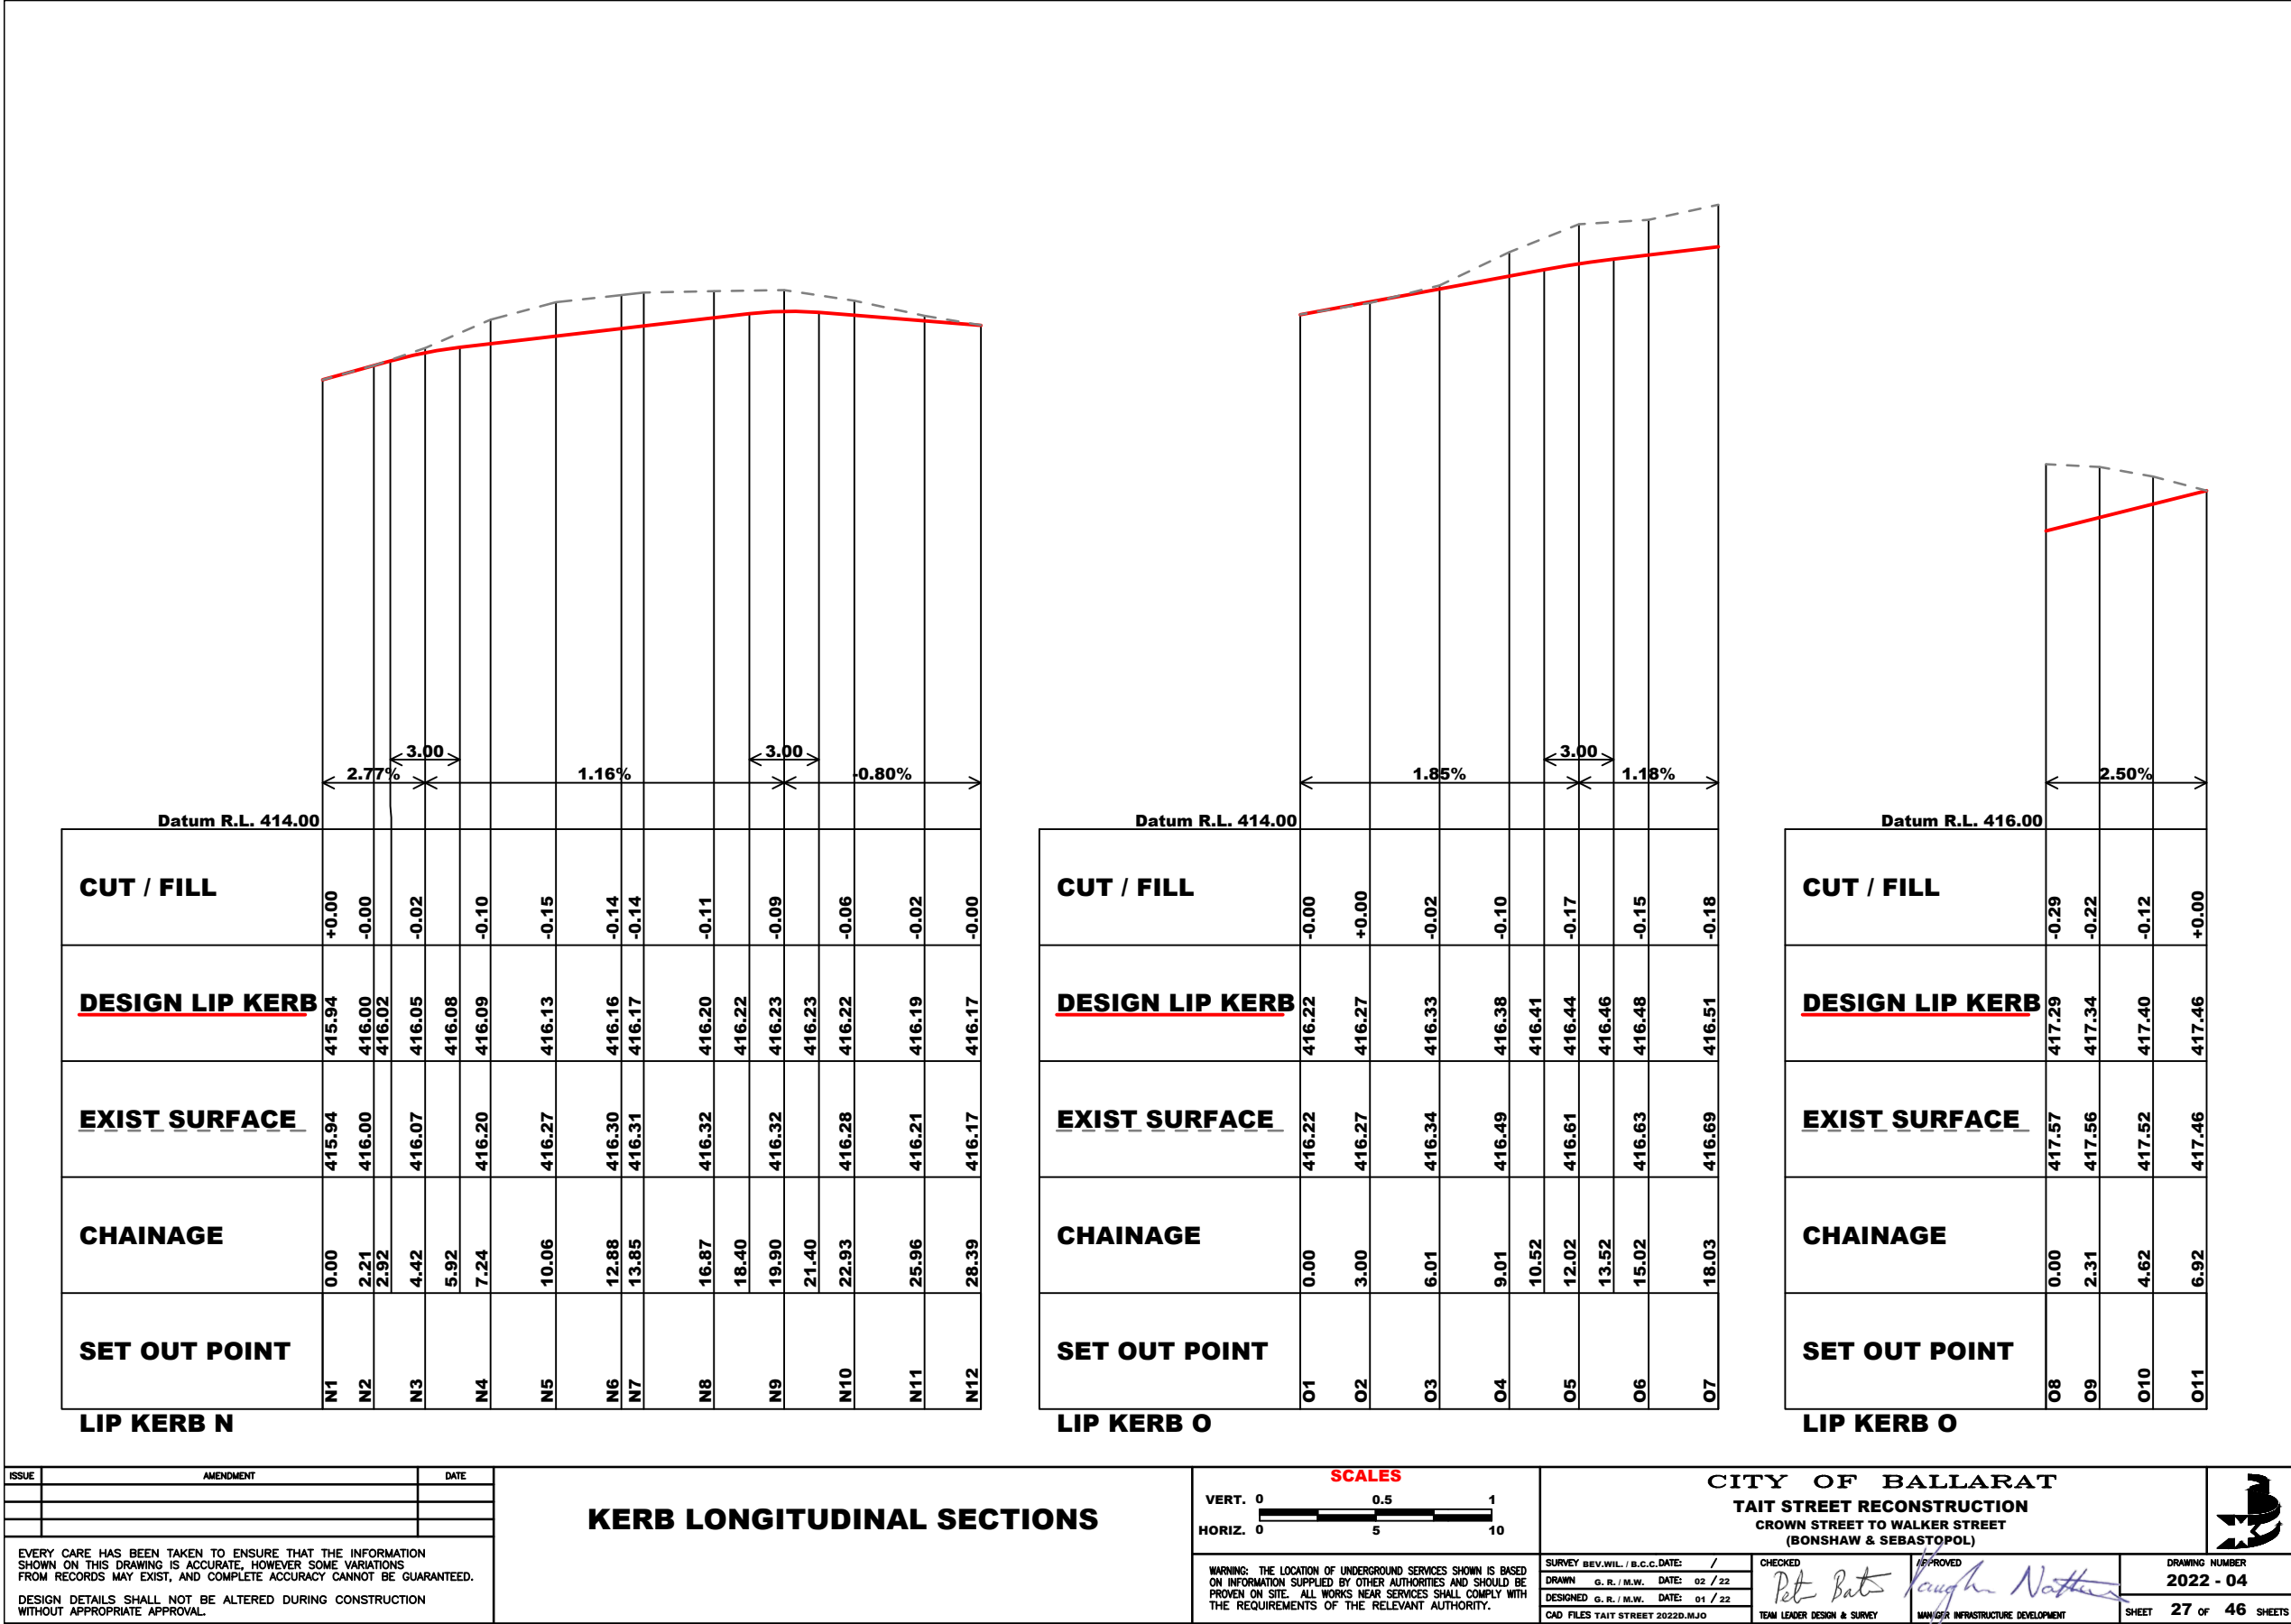 3.00 3.00
2.77% 1.16% -0.80%
Datum R.L. 414.00
CUT / FILL +0.00 -0.00 -0.02 -0.10 -0.15 -0.14 -0.14 -0.11 -0.09 -0.06 -0.02 -0.00
DESIGN LIP KERB 415.94 416.00 416.02 416.05 416.08 416.09 416.13 416.16 416.17 416.20 416.22 416.23 416.23 416.22 416.19 416.17
EXIST SURFACE 415.94 416.00 416.07 416.20 416.27 416.30 416.31 416.32 416.32 416.28 416.21 416.17
CHAINAGE 0.00 2.21 2.92 4.42 5.92 7.24 10.06 12.88 13.85 16.87 18.40 19.90 21.40 22.93 25.96 28.39
SET OUT POINT N1 N2 N3 N4 N5 N6 N7 N8 N9 N10 N11 N12
LIP KERB N
3.00
1.85% 1.18%
Datum R.L. 414.00
CUT / FILL -0.00 +0.00 -0.02 -0.10 -0.17 -0.15 -0.18
DESIGN LIP KERB 416.22 416.27 416.33 416.38 416.41 416.44 416.46 416.48 416.51
EXIST SURFACE 416.22 416.27 416.34 416.49 416.61 416.63 416.69
CHAINAGE 0.00 3.00 6.01 9.01 10.52 12.02 13.52 15.02 18.03
SET OUT POINT O1 O2 O3 O4 O5 O6 O7
LIP KERB O
2.50%
Datum R.L. 416.00
CUT / FILL -0.29 -0.22 -0.12 +0.00
DESIGN LIP KERB 417.29 417.34 417.40 417.46
EXIST SURFACE 417.57 417.56 417.52 417.46
CHAINAGE 0.00 2.31 4.62 6.92
SET OUT POINT O8 O9 O10 O11
LIP KERB O
ISSUE AMENDMENT DATE
EVERY CARE HAS BEEN TAKEN TO ENSURE THAT THE INFORMATION
SHOWN ON THIS DRAWING IS ACCURATE, HOWEVER SOME VARIATIONS
FROM RECORDS MAY EXIST, AND COMPLETE ACCURACY CANNOT BE GUARANTEED.
DESIGN DETAILS SHALL NOT BE ALTERED DURING CONSTRUCTION
WITHOUT APPROPRIATE APPROVAL.
KERB LONGITUDINAL SECTIONS
SCALES
VERT. 0 0.5 1
HORIZ. 0 5 10
WARNING: THE LOCATION OF UNDERGROUND SERVICES SHOWN IS BASED
ON INFORMATION SUPPLIED BY OTHER AUTHORITIES AND SHOULD BE
PROVEN ON SITE. ALL WORKS NEAR SERVICES SHALL COMPLY WITH
THE REQUIREMENTS OF THE RELEVANT AUTHORITY.
CITY OF BALLARAT
TAIT STREET RECONSTRUCTION
CROWN STREET TO WALKER STREET
(BONSHAW & SEBASTOPOL)
SURVEY BEV.WIL. / B.C.C. DATE: /
DRAWN G. R. / M.W. DATE: 02 / 22
DESIGNED G. R. / M.W. DATE: 01 / 22
CAD FILES TAIT STREET 2022D.MJO
CHECKED
TEAM LEADER DESIGN & SURVEY
APPROVED
MANAGER INFRASTRUCTURE DEVELOPMENT
DRAWING NUMBER
2022 - 04
SHEET 27 OF 46 SHEETS